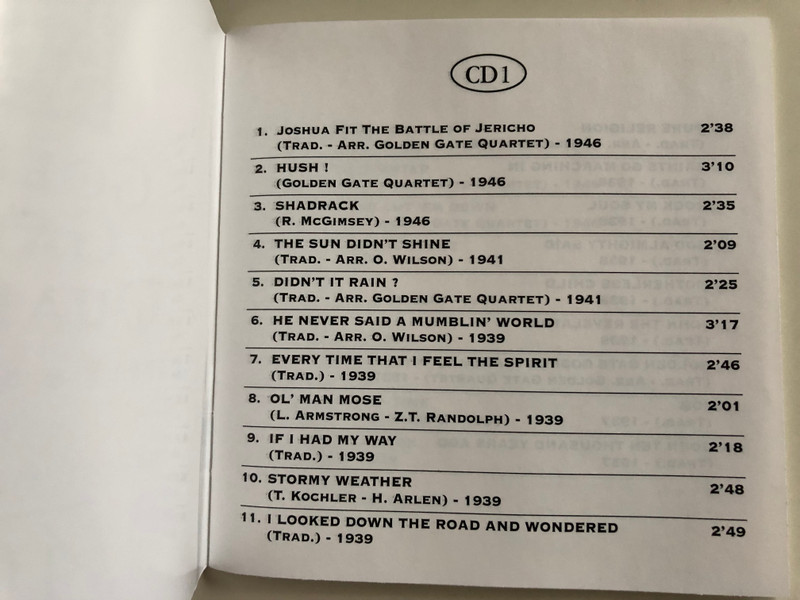 CD 1
1. Joshua Fit The Battle of Jericho 2'38
(Trad. - Arr. Golden Gate Quartet) - 1946
2. HUSH ! 3'10
(Golden Gate Quartet) - 1946
3. SHADRACK 2'35
(R. McGimsey) - 1946
4. THE SUN DIDN'T SHINE 2'09
(Trad. - Arr. O. Wilson) - 1941
5. DIDN'T IT RAIN ? 2'25
(Trad. - Arr. Golden Gate Quartet) - 1941
6. HE NEVER SAID A MUMBLIN' WORLD 3'17
(Trad. - Arr. O. Wilson) - 1939
7. EVERY TIME THAT I FEEL THE SPIRIT 2'46
(Trad.) - 1939
8. OL' MAN MOSE 2'01
(L. Armstrong - Z.T. Randolph) - 1939
9. IF I HAD MY WAY 2'18
(Trad.) - 1939
10. STORMY WEATHER 2'48
(T. Kochler - H. Arlen) - 1939
11. I LOOKED DOWN THE ROAD AND WONDERED 2'49
(Trad.) - 1939